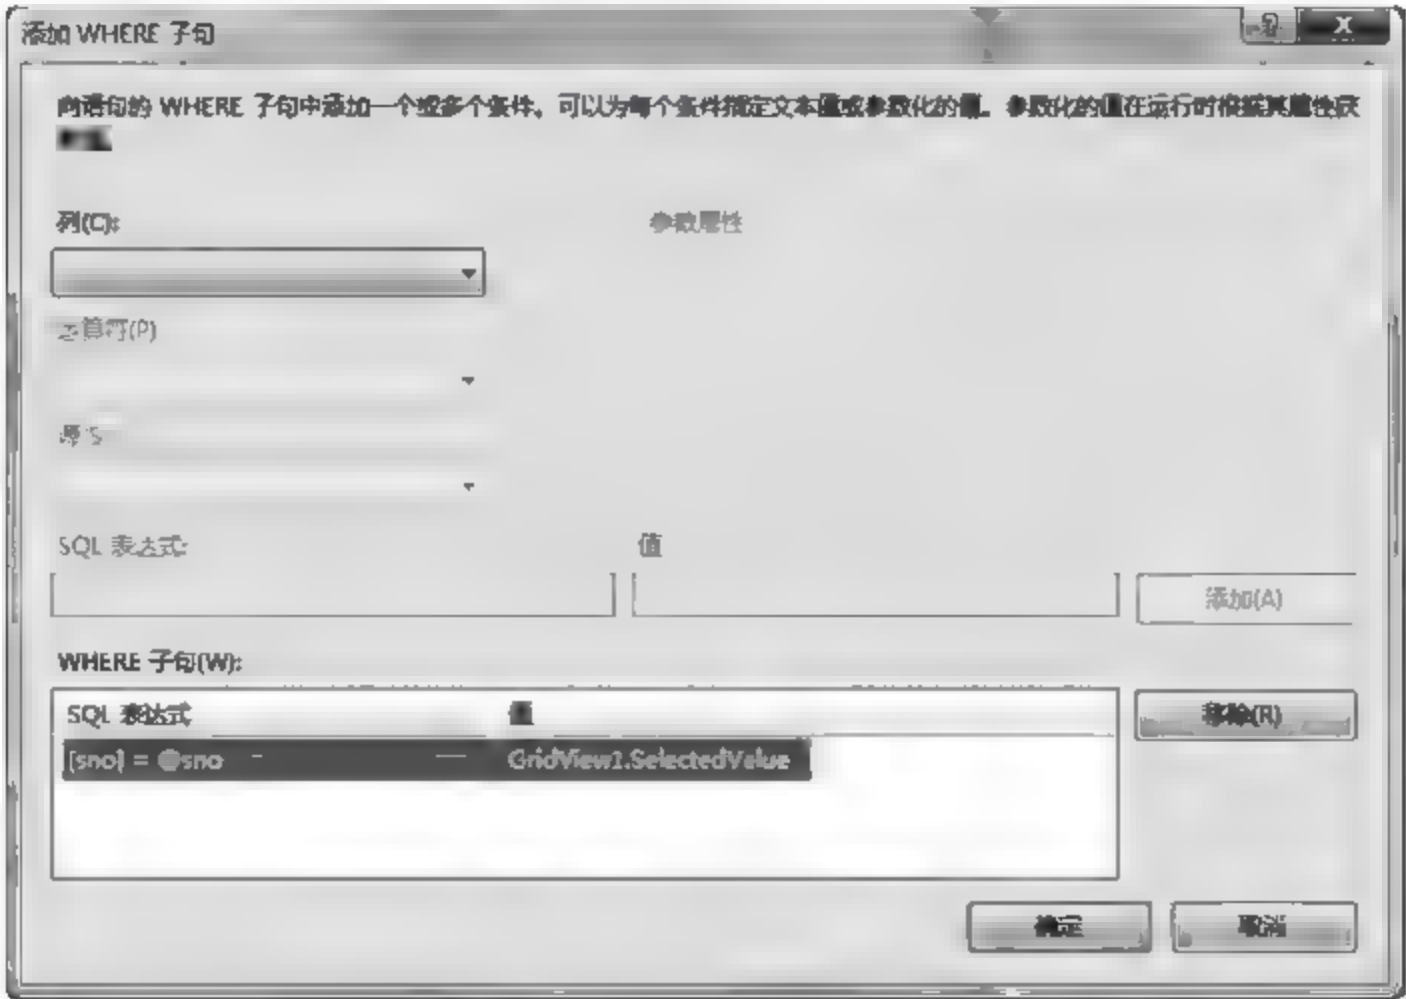 添加 WHERE 子句
向语句的 WHERE 子句中添加一个或多个条件。可以为每个条件指定文本值或参数化的值。参数化的值在运行时根据其属性获
列(C):
参数属性
运算符(P)
源(S
SQL 表达式:
值
添加(A)
WHERE 子句(W):
SQL 表达式 值
移除(R)
[sno] = @sno GridView1.SelectedValue
确定 取消